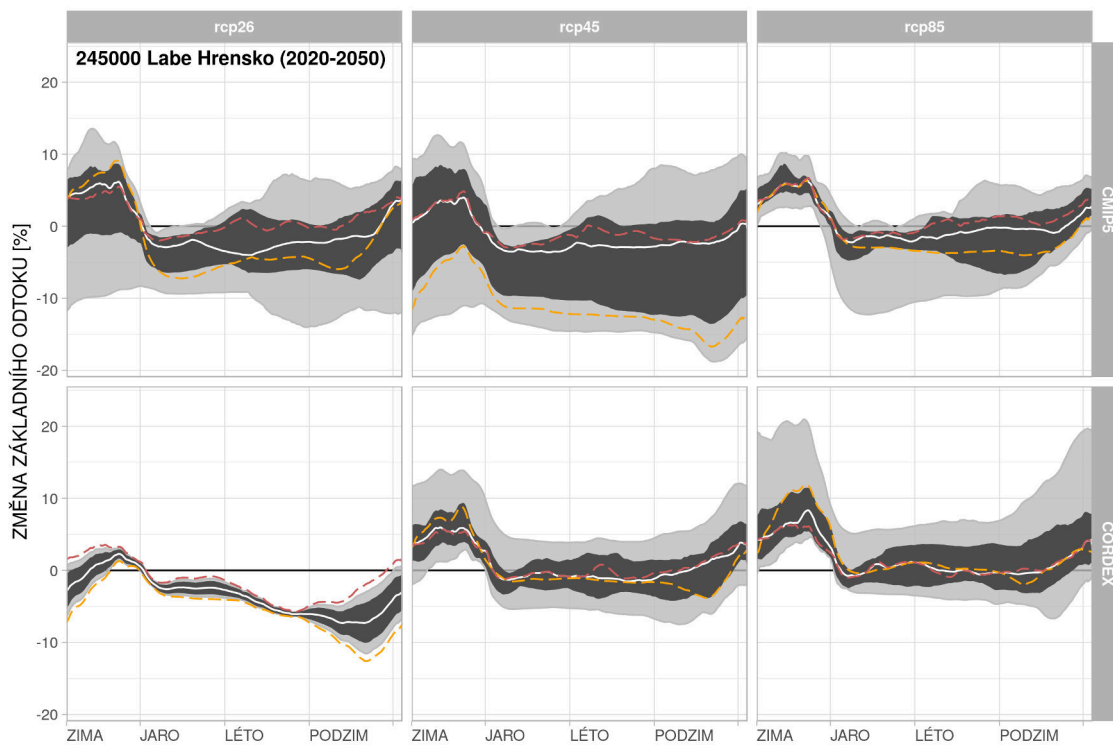 rcp26 rcp45 rcp85
245000 Labe Hrensko (2020-2050)
ZMĚNA ZÁKLADNÍHO ODTOKU [%]
20
10
0
-10
-20
CMIP5
20
10
0
-10
-20
CORDEX
ZIMA JARO LÉTO PODZIM ZIMA JARO LÉTO PODZIM ZIMA JARO LÉTO PODZIM